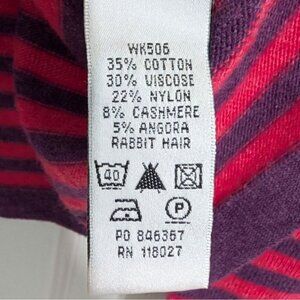 WK506
35% COTTON
30% VISCOSE
22% NYLON
8% CASHMERE
5% ANGORA
RABBIT HAIR
40
P
PO 846367
RN 118027